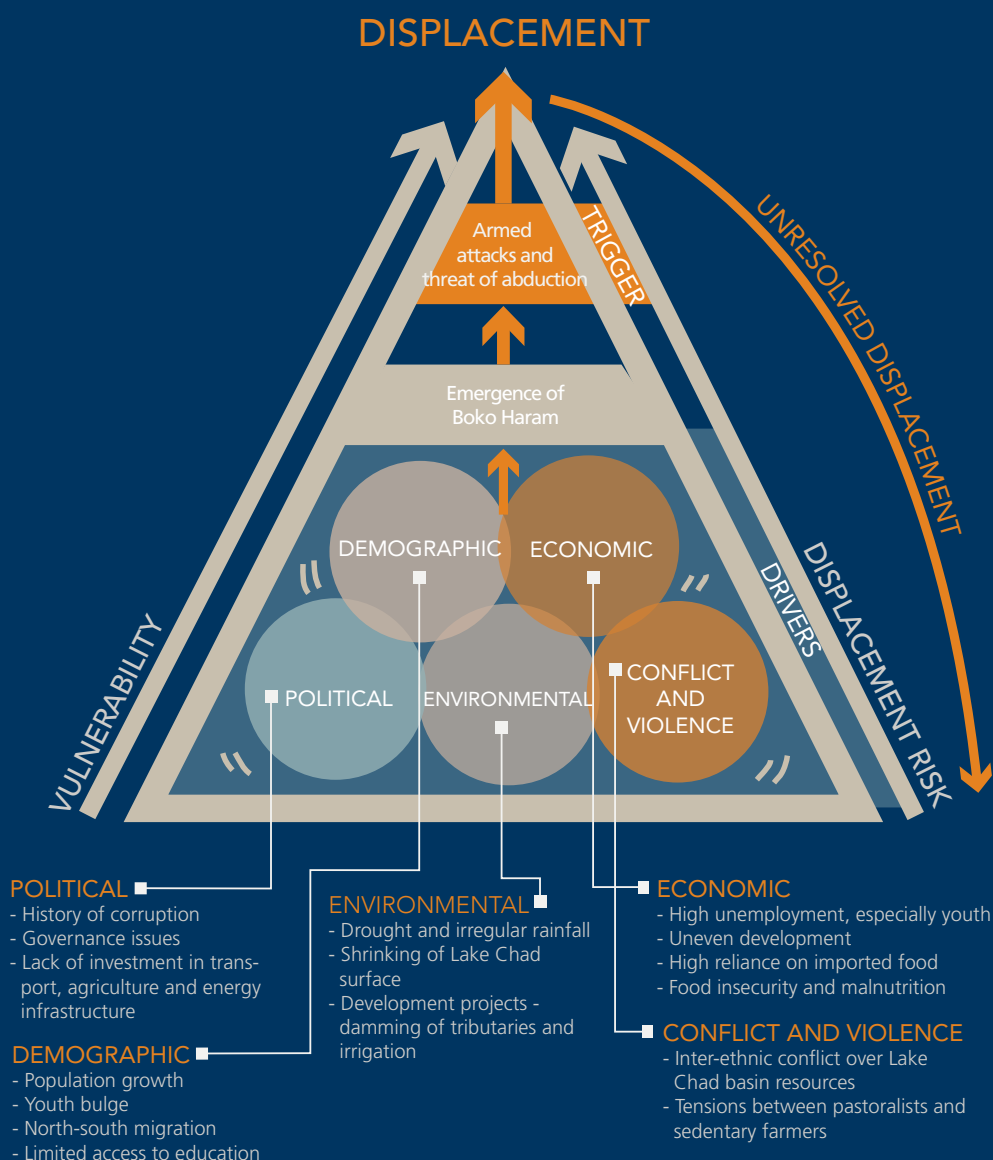 DISPLACEMENT
Armed
attacks and
threat of abduction
TRIGGER
UNRESOLVED DISPLACEMENT
Emergence of
Boko Haram
DEMOGRAPHIC
ECONOMIC
DRIVERS
DISPLACEMENT RISK
VULNERABILITY
POLITICAL
ENVIRONMENTAL
CONFLICT
AND
VIOLENCE
POLITICAL
- History of corruption
- Governance issues
- Lack of investment in trans-
port, agriculture and energy
infrastructure
DEMOGRAPHIC
- Population growth
- Youth bulge
- North-south migration
- Limited access to education
ENVIRONMENTAL
- Drought and irregular rainfall
- Shrinking of Lake Chad
surface
- Development projects -
damming of tributaries and
irrigation
ECONOMIC
- High unemployment, especially youth
- Uneven development
- High reliance on imported food
- Food insecurity and malnutrition
CONFLICT AND VIOLENCE
- Inter-ethnic conflict over Lake
Chad basin resources
- Tensions between pastoralists and
sedentary farmers